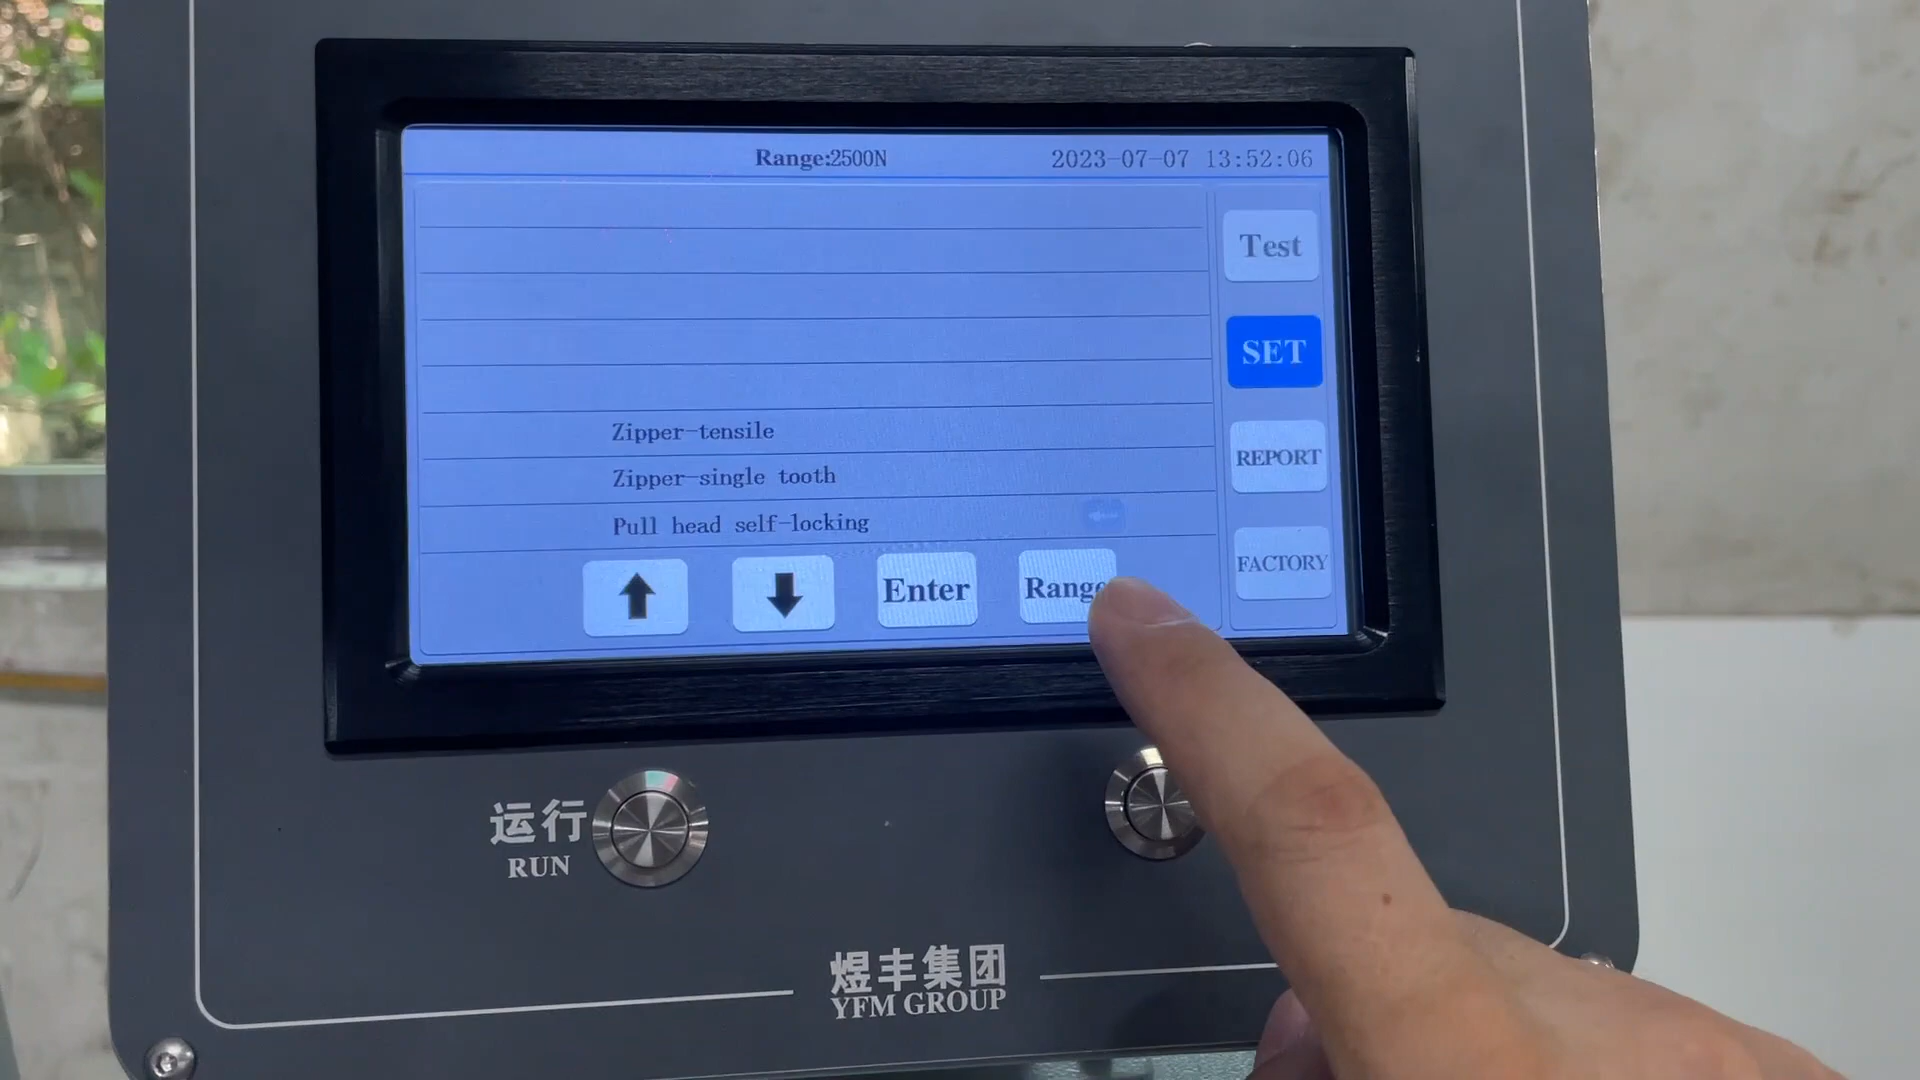 Range:2500N 2023-07-07 13:52:06
Test
SET
REPORT
FACTORY
Zipper-tensile
Zipper-single tooth
Pull head self-locking
Enter Range
运行
RUN
煜丰集团
YFM GROUP